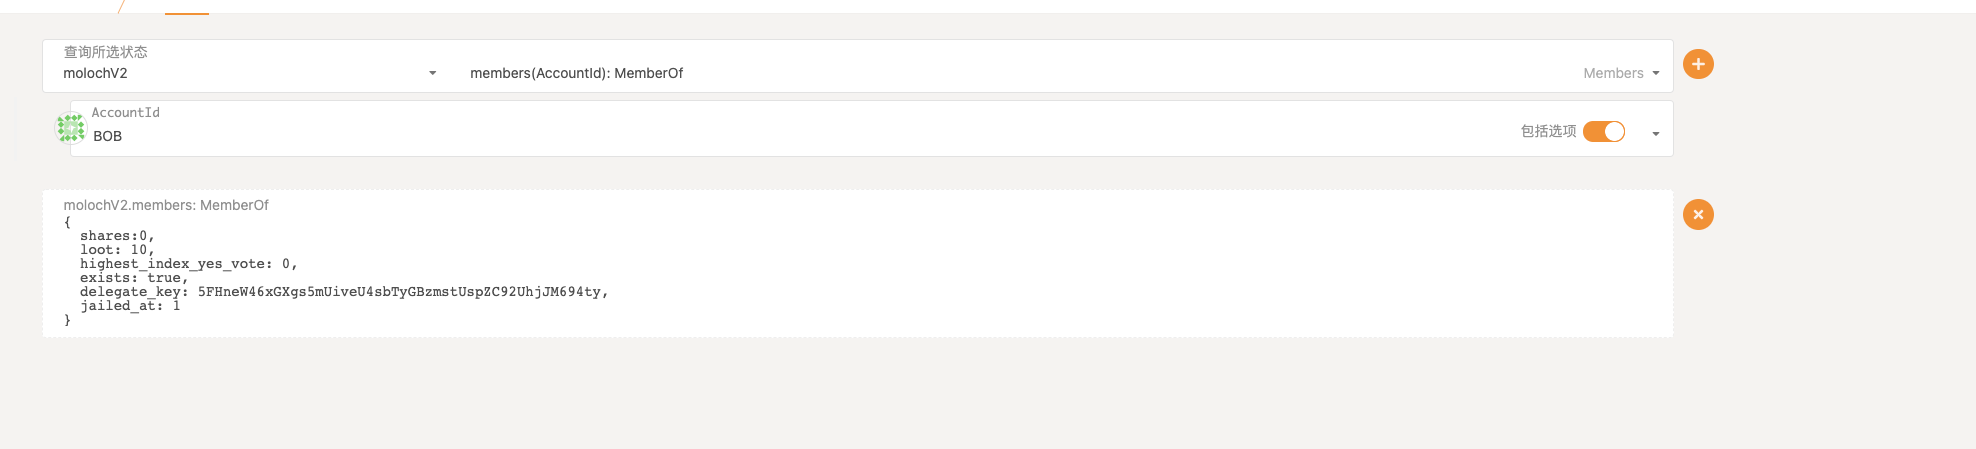 查询所选状态
molochV2 members(AccountId): MemberOf Members
AccountId
BOB 包括选项
molochV2.members: MemberOf
{
shares:0,
loot: 10,
highest_index_yes_vote: 0,
exists: true,
delegate_key: 5FHneW46xGXgs5mUiveU4sbTyGBzmstUspZC92UhjJM694ty,
jailed_at: 1
}